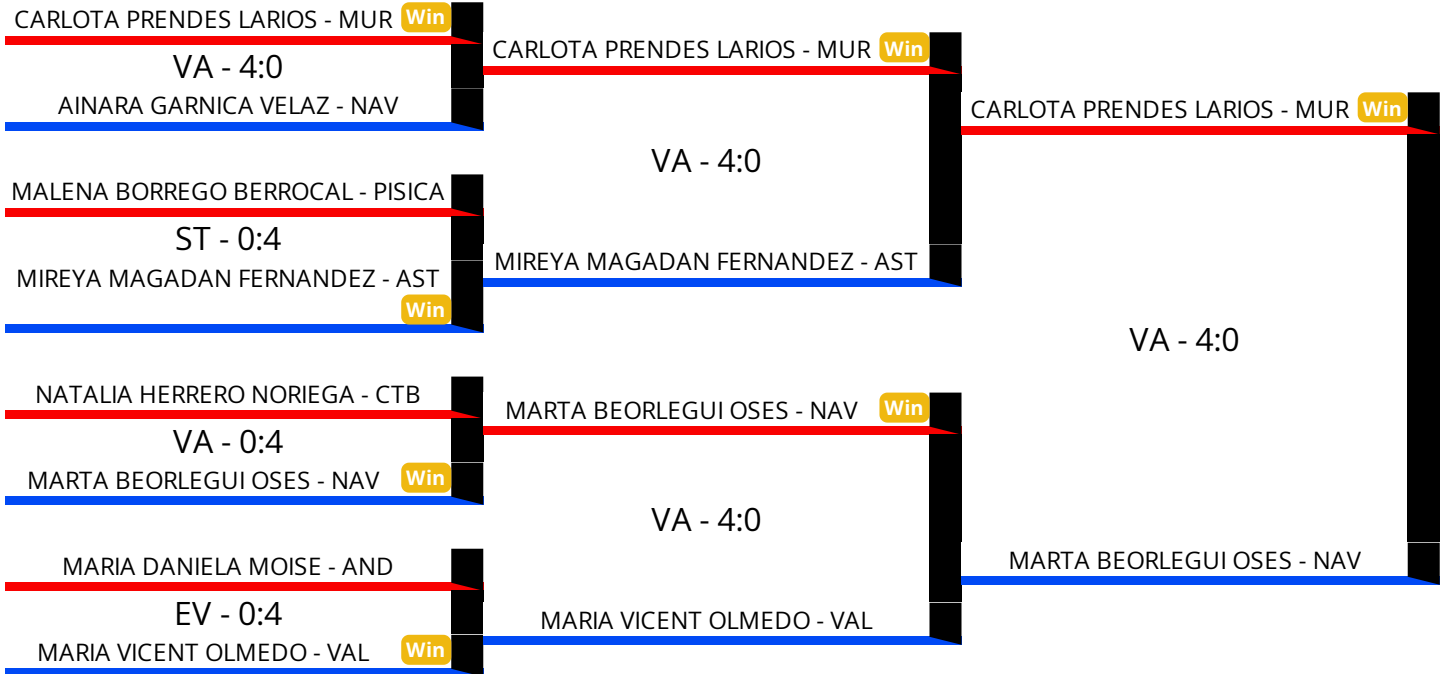 CARLOTA PRENDES LARIOS - MUR Win
VA - 4:0
AINARA GARNICA VELAZ - NAV
MALENA BORREGO BERROCAL - PISICA
ST - 0:4
MIREYA MAGADAN FERNANDEZ - AST
Win
NATALIA HERRERO NORIEGA - CTB
VA - 0:4
MARTA BEORLEGUI OSES - NAV Win
MARIA DANIELA MOISE - AND
EV - 0:4
MARIA VICENT OLMEDO - VAL Win
CARLOTA PRENDES LARIOS - MUR Win
VA - 4:0
MIREYA MAGADAN FERNANDEZ - AST
MARTA BEORLEGUI OSES - NAV Win
VA - 4:0
MARIA VICENT OLMEDO - VAL
CARLOTA PRENDES LARIOS - MUR Win
VA - 4:0
MARTA BEORLEGUI OSES - NAV